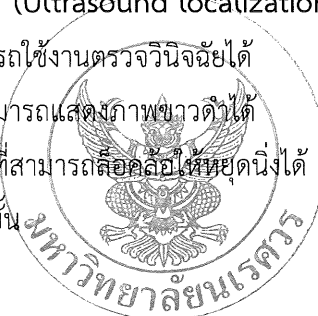 (Ultrasound localization
รถใช้งานตรวจวินิจฉัยได้
มารถแสดงภาพขาวดำได้
ที่สามารถล็อคล้อให้หยุดนิ่งได้
มหาวิทยาลัยนเรศวร